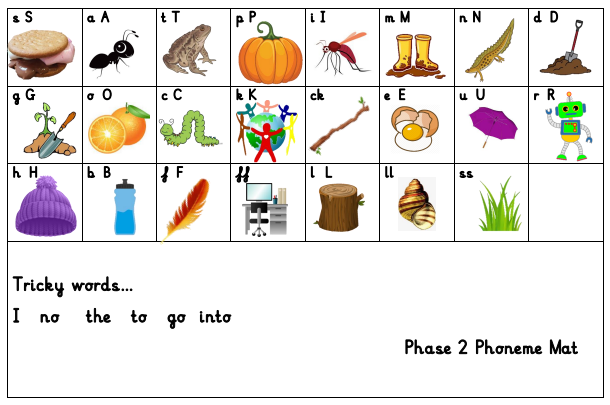 s S a A t T p P i I m M n N d D
g G o O c C k K ck e E u U r R
h H b B f F ff l L ll ss
Tricky words...
I no the to go into
Phase 2 Phoneme Mat